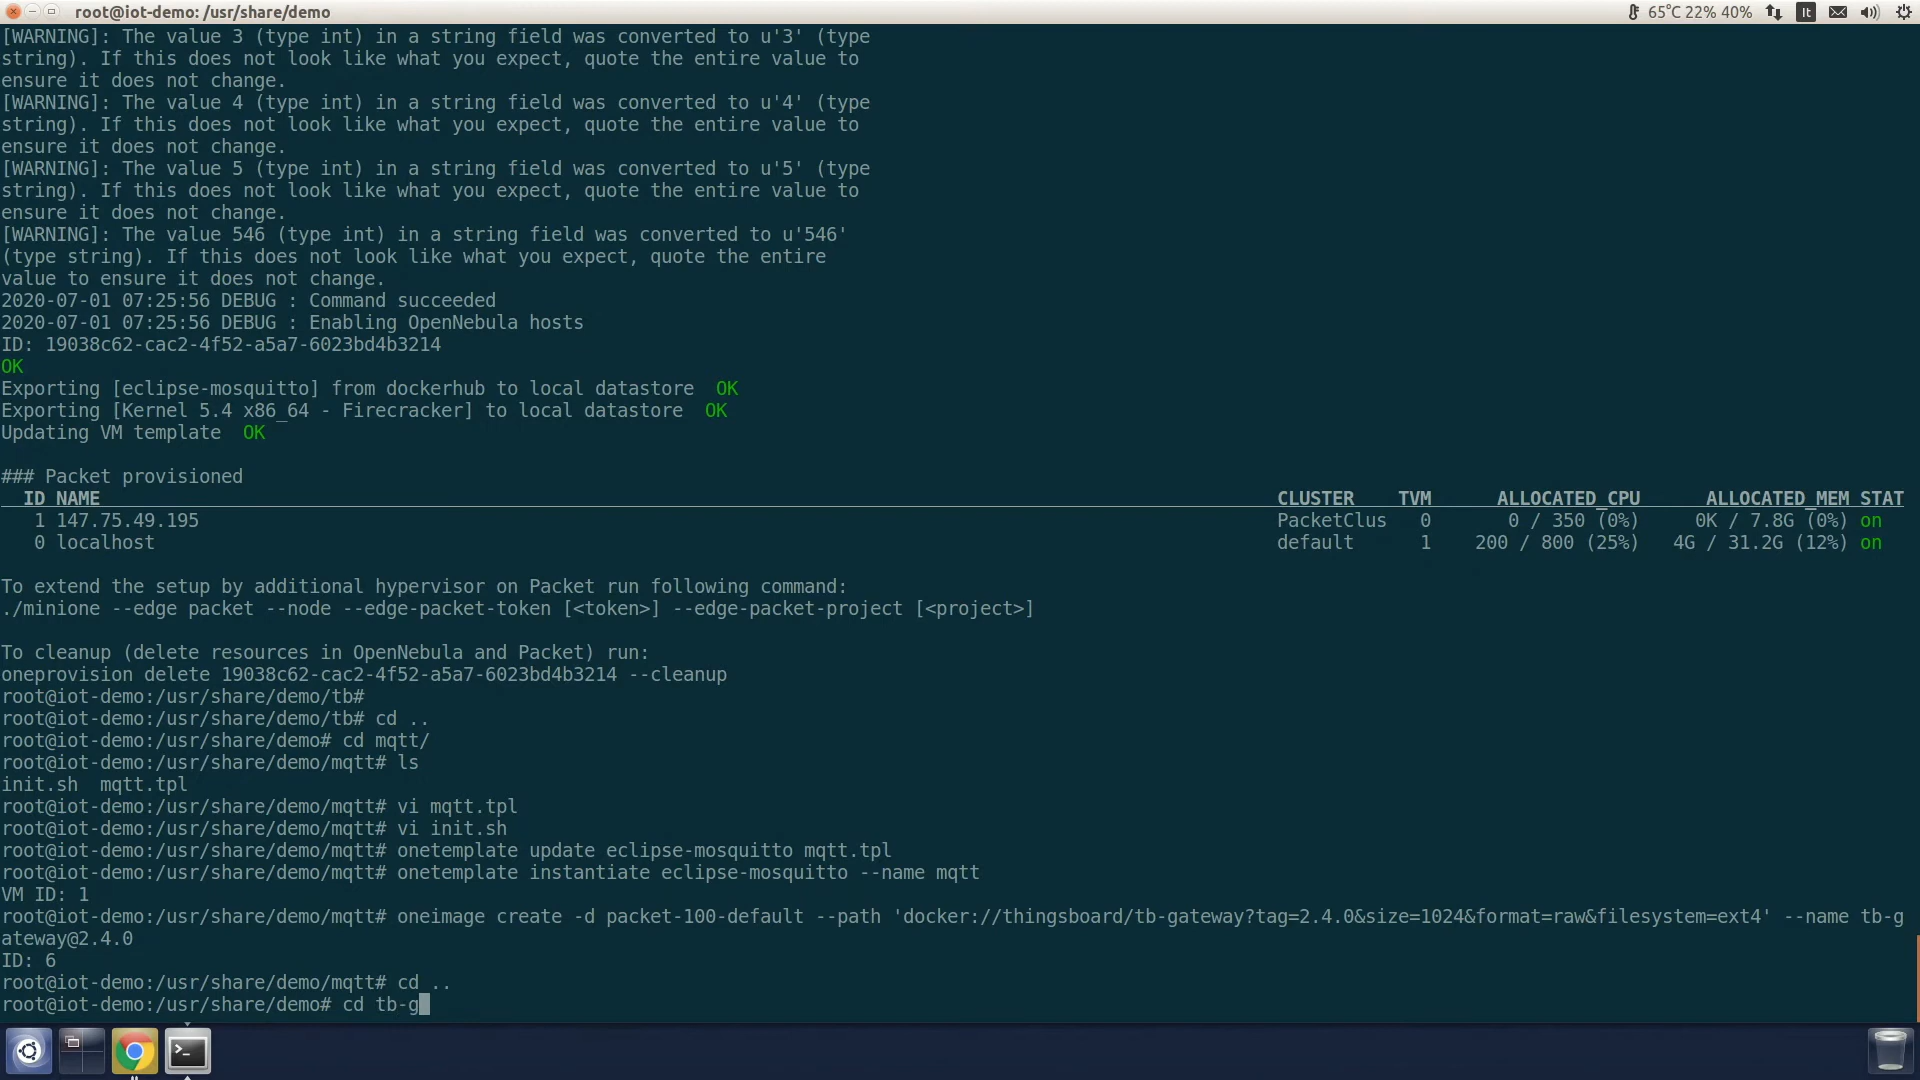 root@iot-demo: /usr/share/demo
65°C 22% 40%
It
[WARNING]: The value 3 (type int) in a string field was converted to u'3' (type
string). If this does not look like what you expect, quote the entire value to
ensure it does not change.
[WARNING]: The value 4 (type int) in a string field was converted to u'4' (type
string). If this does not look like what you expect, quote the entire value to
ensure it does not change.
[WARNING]: The value 5 (type int) in a string field was converted to u'5' (type
string). If this does not look like what you expect, quote the entire value to
ensure it does not change.
[WARNING]: The value 546 (type int) in a string field was converted to u'546'
(type string). If this does not look like what you expect, quote the entire
value to ensure it does not change.
2020-07-01 07:25:56 DEBUG : Command succeeded
2020-07-01 07:25:56 DEBUG : Enabling OpenNebula hosts
ID: 19038c62-cac2-4f52-a5a7-6023bd4b3214
OK
Exporting [eclipse-mosquitto] from dockerhub to local datastore  OK
Exporting [Kernel 5.4 x86_64 - Firecracker] to local datastore  OK
Updating VM template  OK
### Packet provisioned
ID NAME CLUSTER TVM ALLOCATED_CPU ALLOCATED_MEM STAT
1 147.75.49.195 PacketClus 0 0 / 350 (0%) 0K / 7.8G (0%) on
0 localhost default 1 200 / 800 (25%) 4G / 31.2G (12%) on
To extend the setup by additional hypervisor on Packet run following command:
./minione --edge packet --node --edge-packet-token [<token>] --edge-packet-project [<project>]
To cleanup (delete resources in OpenNebula and Packet) run:
oneprovision delete 19038c62-cac2-4f52-a5a7-6023bd4b3214 --cleanup
root@iot-demo:/usr/share/demo/tb#
root@iot-demo:/usr/share/demo/tb# cd ..
root@iot-demo:/usr/share/demo# cd mqtt/
root@iot-demo:/usr/share/demo/mqtt# ls
init.sh  mqtt.tpl
root@iot-demo:/usr/share/demo/mqtt# vi mqtt.tpl
root@iot-demo:/usr/share/demo/mqtt# vi init.sh
root@iot-demo:/usr/share/demo/mqtt# onetemplate update eclipse-mosquitto mqtt.tpl
root@iot-demo:/usr/share/demo/mqtt# onetemplate instantiate eclipse-mosquitto --name mqtt
VM ID: 1
root@iot-demo:/usr/share/demo/mqtt# oneimage create -d packet-100-default --path 'docker://thingsboard/tb-gateway?tag=2.4.0&size=1024&format=raw&filesystem=ext4' --name tb-g
ateway@2.4.0
ID: 6
root@iot-demo:/usr/share/demo/mqtt# cd ..
root@iot-demo:/usr/share/demo# cd tb-g